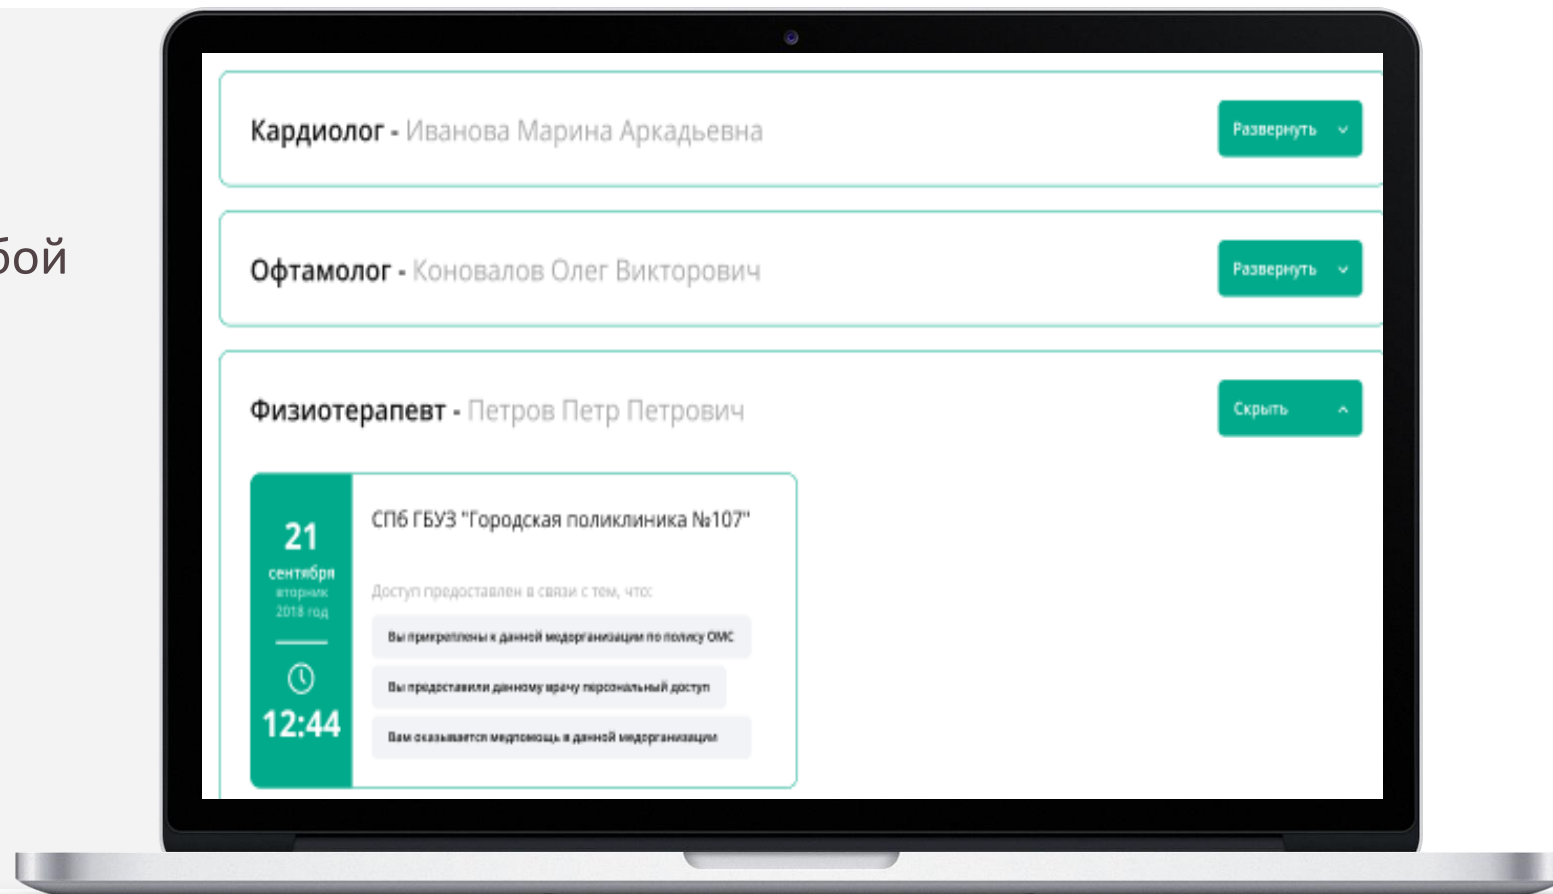 бой
Кардиолог - Иванова Марина Аркадьевна
Развернуть
Офтамолог - Коновалов Олег Викторович
Развернуть
Физиотерапевт - Петров Петр Петрович
Скрыть
21
сентября
вторник
2018 год
12:44
СПб ГБУЗ "Городская поликлиника №107"
Доступ предоставлен в связи с тем, что:
Вы прикреплены к данной медорганизации по полису ОМС
Вы предоставили данному врачу персональный доступ
Вам оказывается медпомощь в данной медорганизации